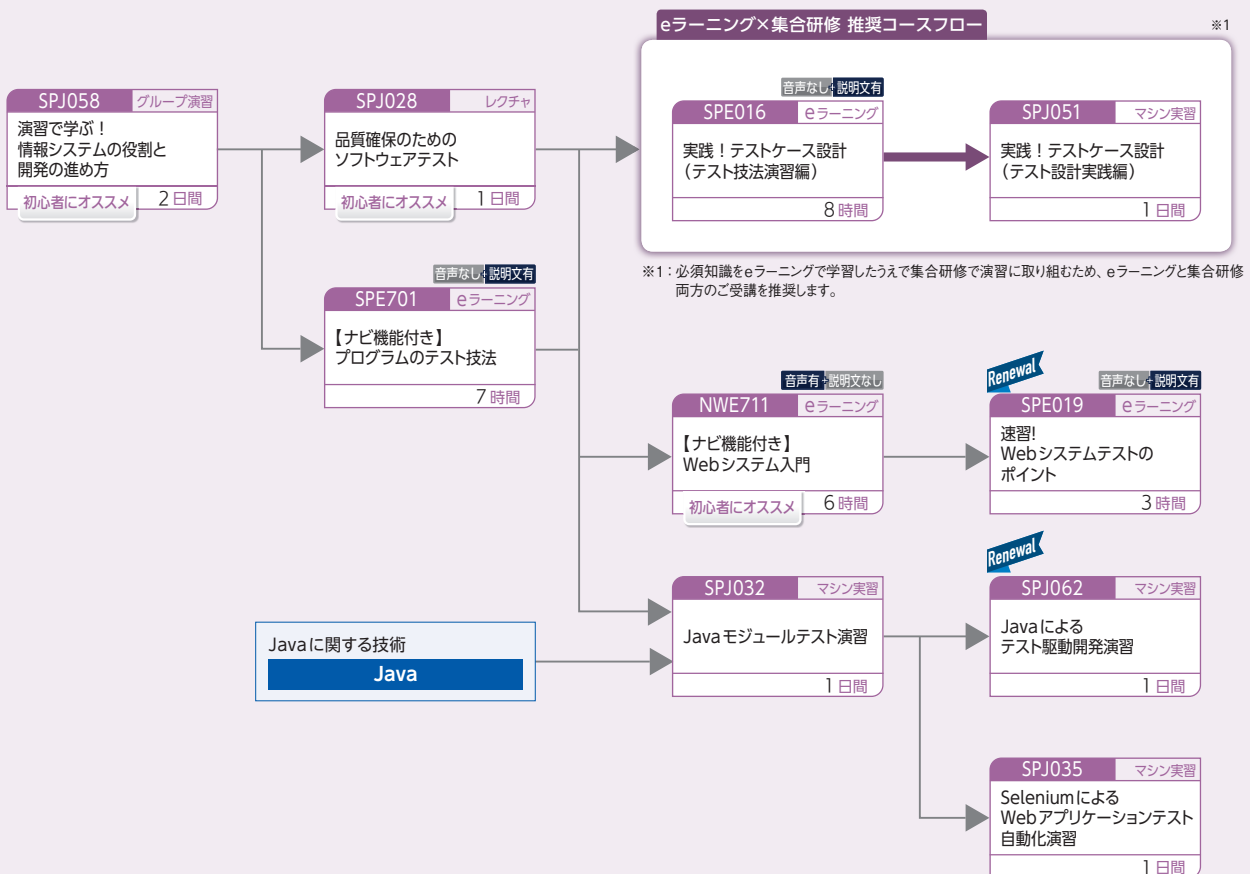 eラーニング×集合研修 推奨コースフロー
※1
SPJ058 グループ演習
演習で学ぶ！
情報システムの役割と
開発の進め方
初心者にオススメ 2日間
SPJ028 レクチャ
品質確保のための
ソフトウェアテスト
初心者にオススメ 1日間
音声なし 説明文有
SPE016 eラーニング
実践！テストケース設計
（テスト技法演習編）
8時間
SPJ051 マシン実習
実践！テストケース設計
（テスト設計実践編）
1日間
※1：必須知識をeラーニングで学習したうえで集合研修で演習に取り組むため、eラーニングと集合研修
両方のご受講を推奨します。
音声なし 説明文有
SPE701 eラーニング
【ナビ機能付き】
プログラムのテスト技法
7時間
音声有 説明文なし
NWE711 eラーニング
【ナビ機能付き】
Webシステム入門
初心者にオススメ 6時間
Renewal
音声なし 説明文有
SPE019 eラーニング
速習!
Webシステムテストの
ポイント
3時間
Javaに関する技術
Java
SPJ032 マシン実習
Javaモジュールテスト演習
1日間
Renewal
SPJ062 マシン実習
Javaによる
テスト駆動開発演習
1日間
SPJ035 マシン実習
Seleniumによる
Webアプリケーションテスト
自動化演習
1日間